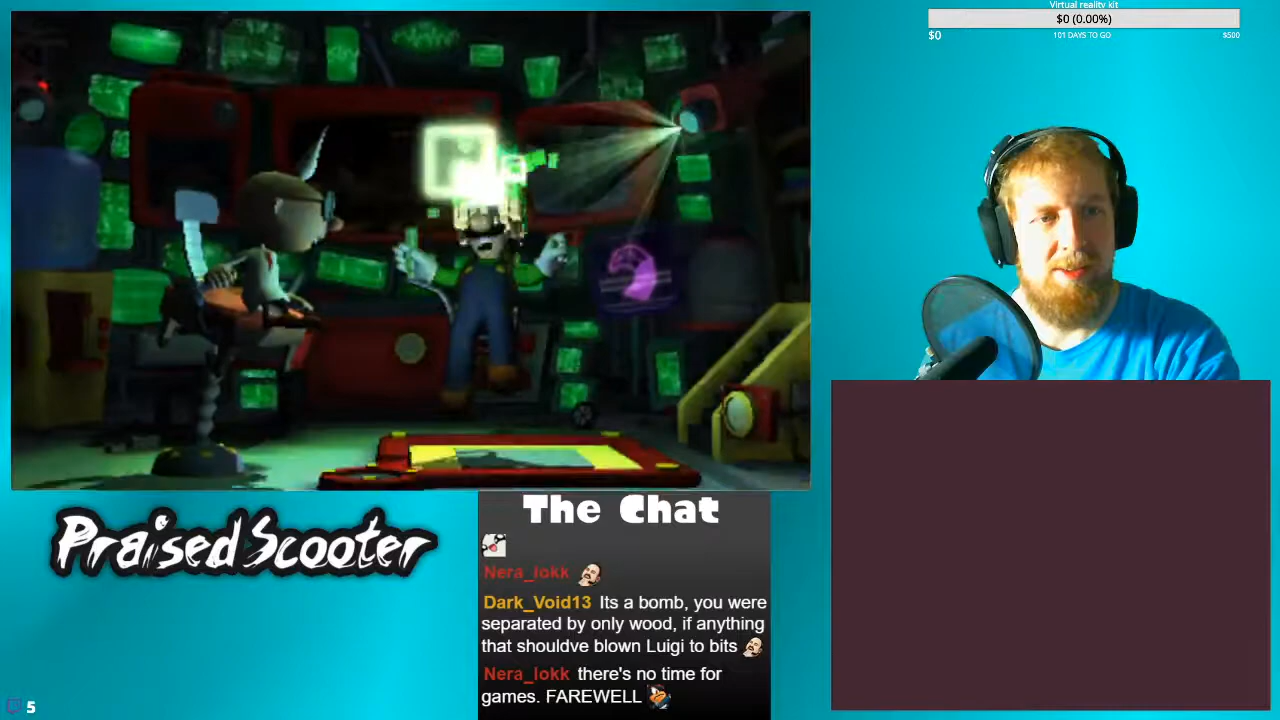 Virtual reality kit
$0 (0.00%)
$0 101 DAYS TO GO $500
PraisedScooter
The Chat
Nera_lokk
Dark_Void13 Its a bomb, you were
separated by only wood, if anything
that shouldve blown Luigi to bits
Nera_lokk there's no time for
games. FAREWELL
5